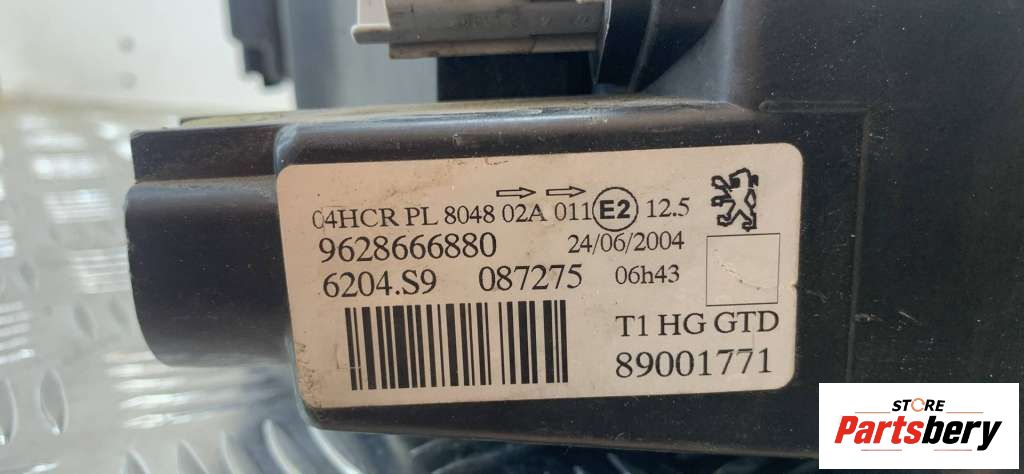 04HCR PL 8048 02A 011 E2 12.5
9628666880 24/06/2004
6204.S9 087275 06h43
T1 HG GTD
89001771
STORE
Partsbery